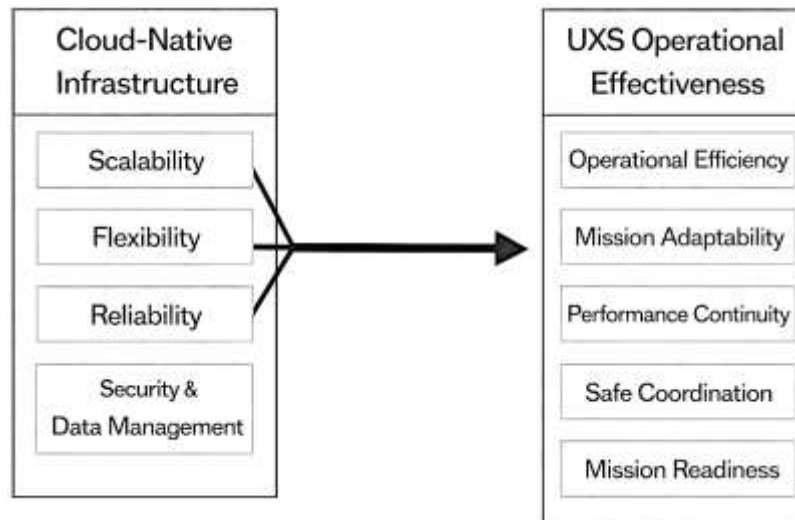 Cloud-Native
Infrastructure
Scalability
Flexibility
Reliability
Security &
Data Management
UXS Operational
Effectiveness
Operational Efficiency
Mission Adaptability
Performance Continuity
Safe Coordination
Mission Readiness